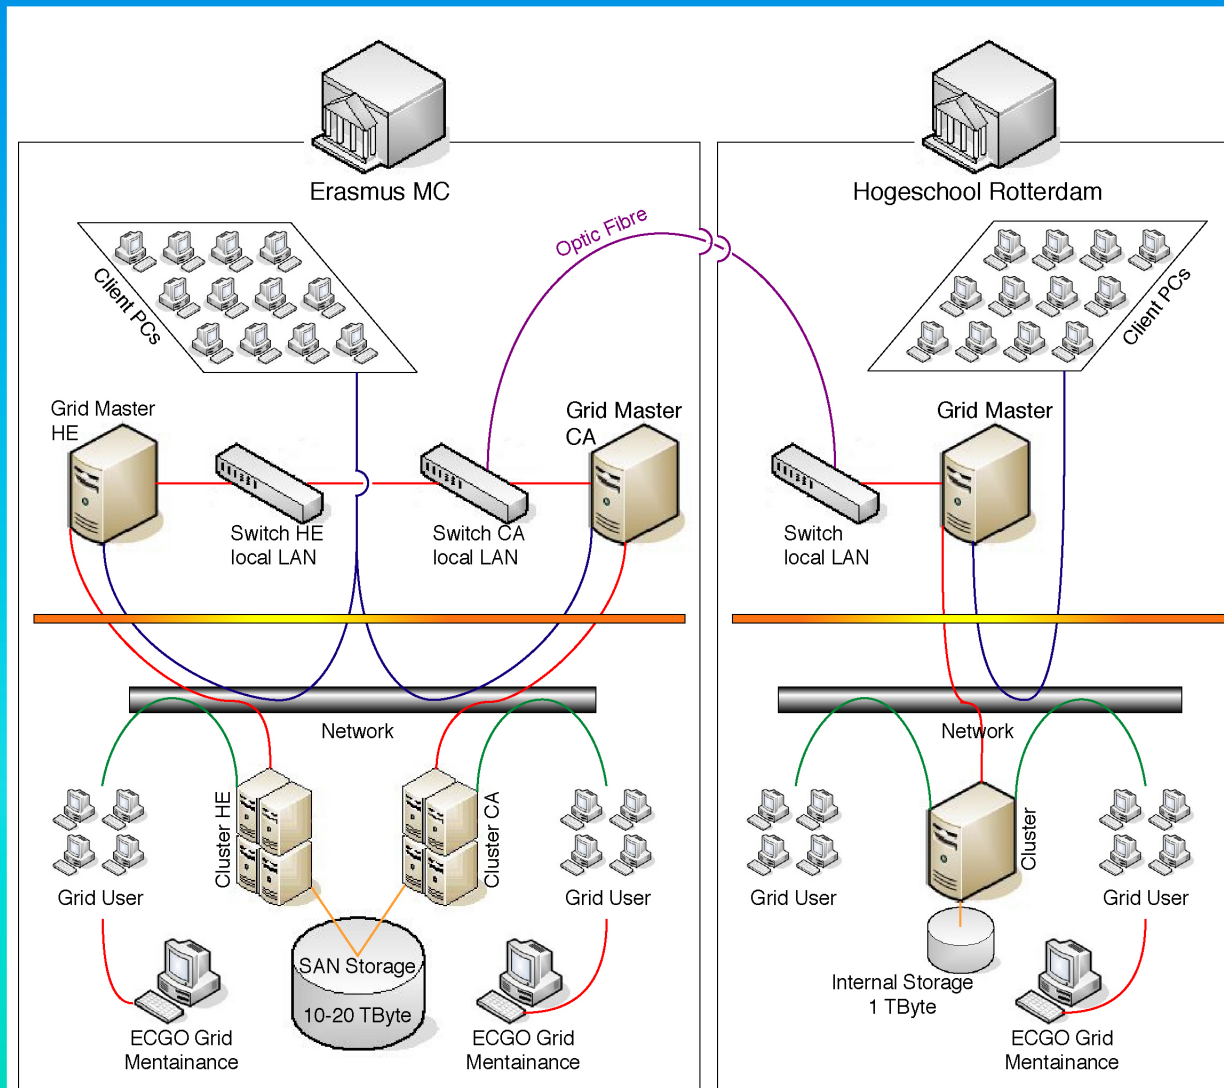 Erasmus MC
Hogeschool Rotterdam
Optic Fibre
Client PCs
Client PCs
Grid Master
HE
Grid Master
CA
Grid Master
Switch HE
local LAN
Switch CA
local LAN
Switch
local LAN
Network
Network
Cluster HE
Cluster CA
Cluster
Grid User
Grid User
Grid User
Grid User
SAN Storage
10-20 TByte
Internal Storage
1 TByte
ECGO Grid
Mentainance
ECGO Grid
Mentainance
ECGO Grid
Mentainance